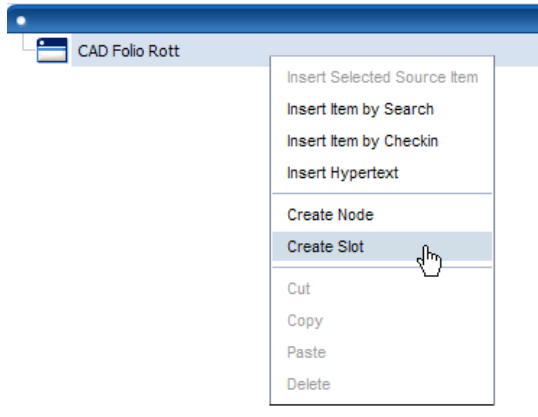 CAD Folio Rott
Insert Selected Source Item
Insert Item by Search
Insert Item by Checkin
Insert Hypertext
Create Node
Create Slot
Cut
Copy
Paste
Delete